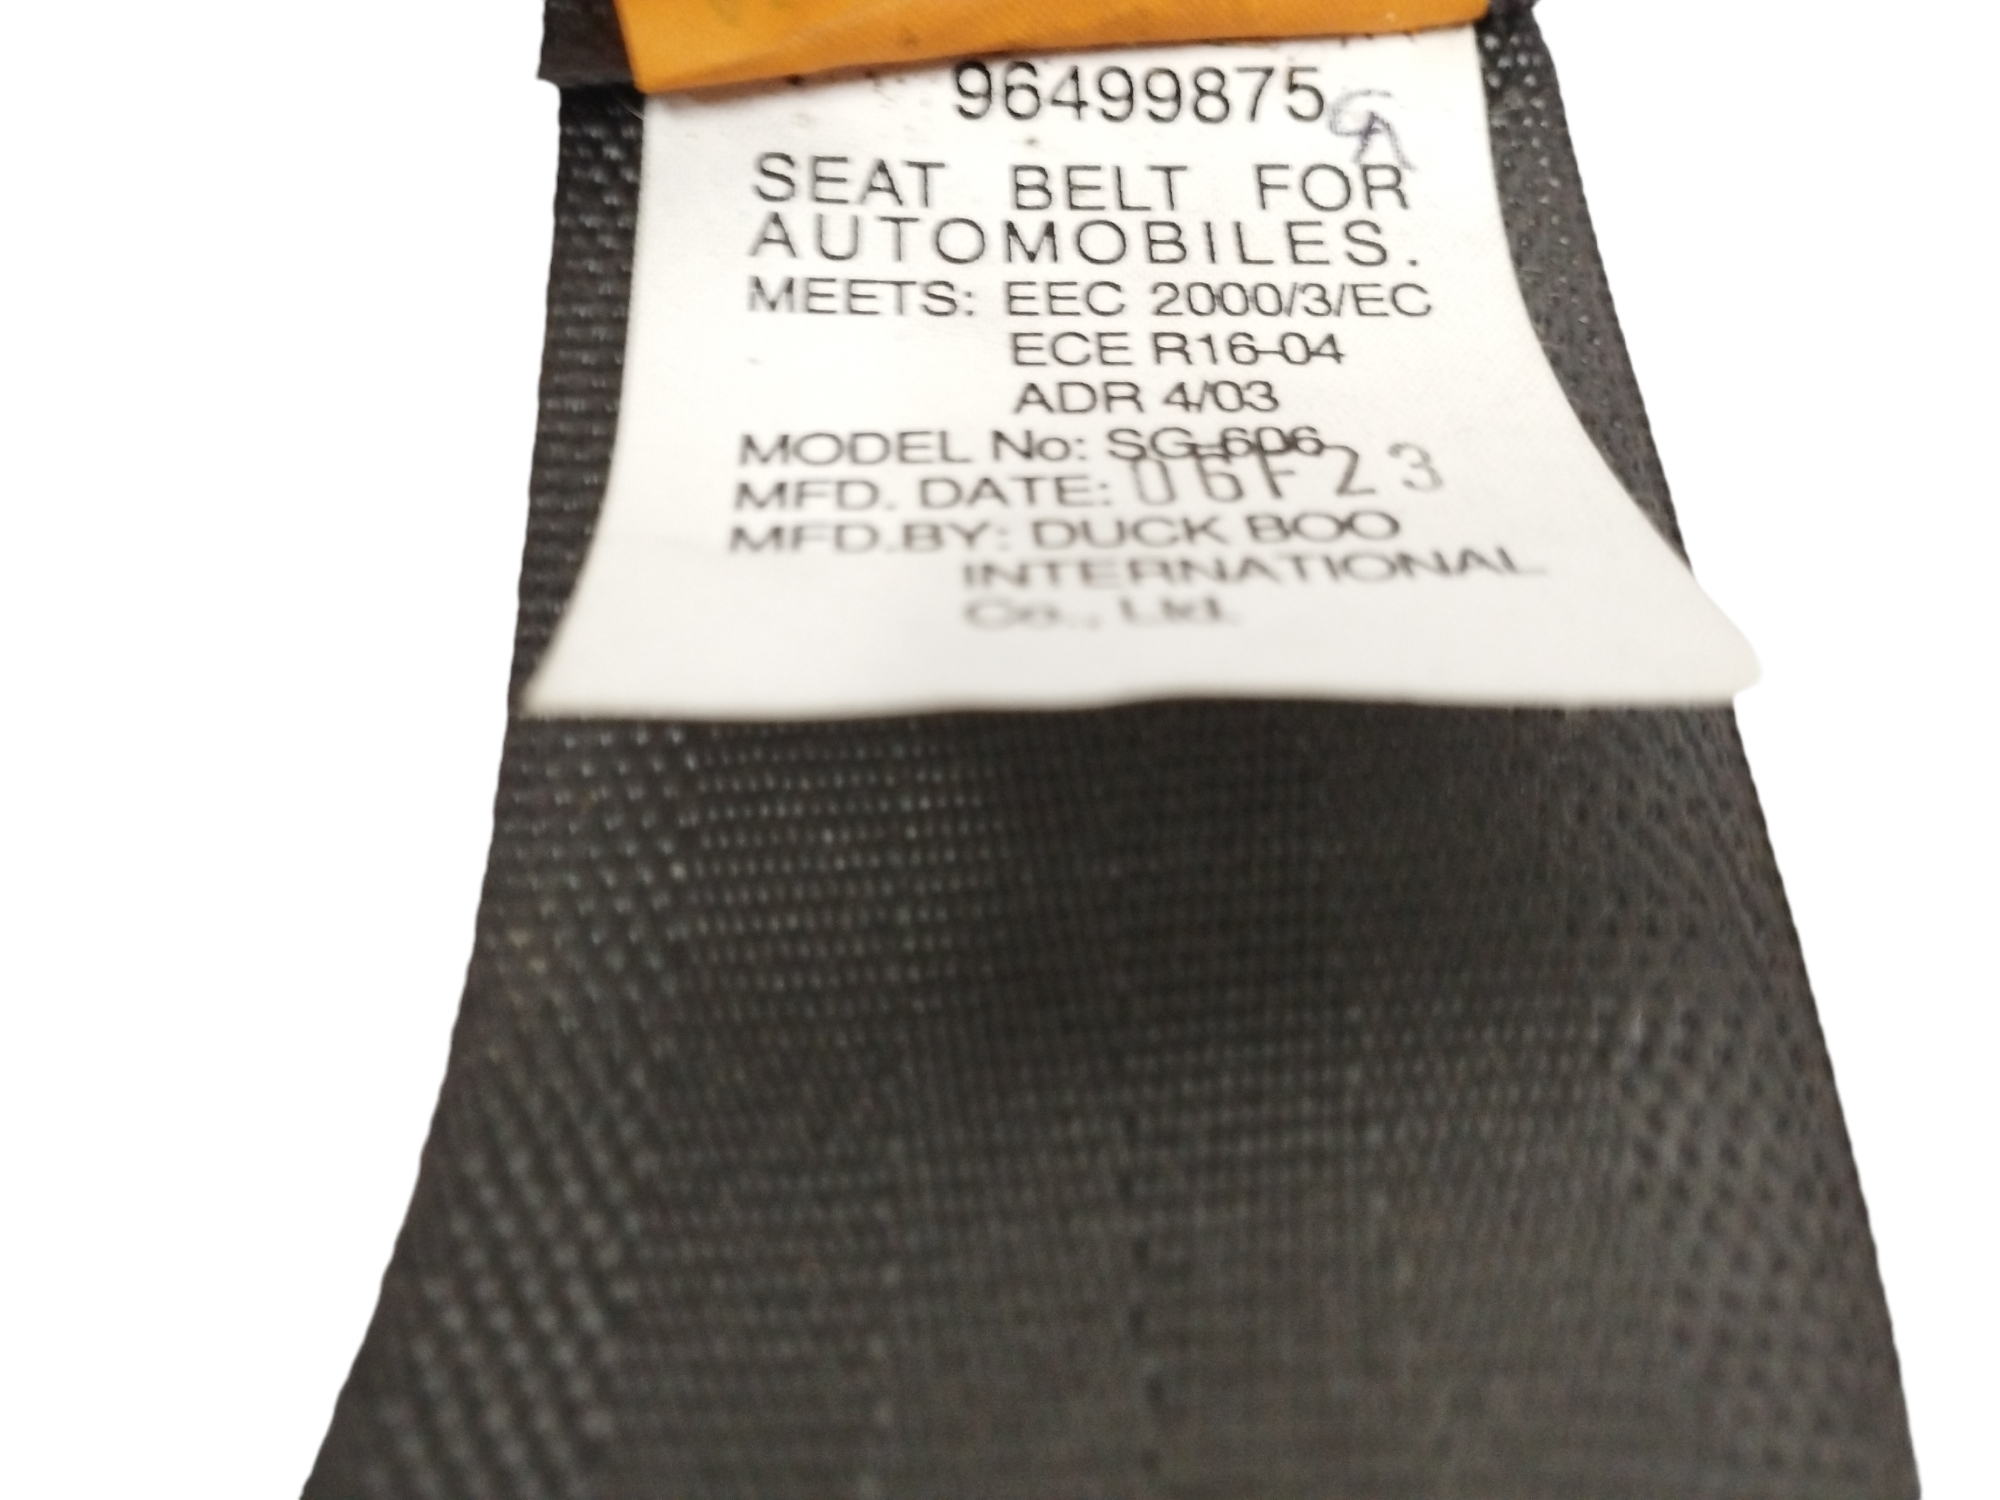 96499875
SEAT BELT FOR
AUTOMOBILES.
MEETS: EEC 2000/3/EC
ECE R16-04
ADR 4/03
MODEL No: SG-606
MFD. DATE: 06F23
MFD.BY: DUCK BOO
INTERNATIONAL
Co., Ltd.